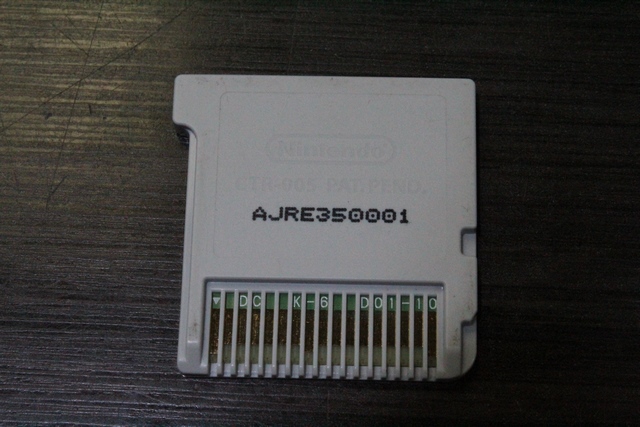 Nintendo
CTR-005 PAT.PEND.
AJRE350001
▼ DC K-6 D01-10